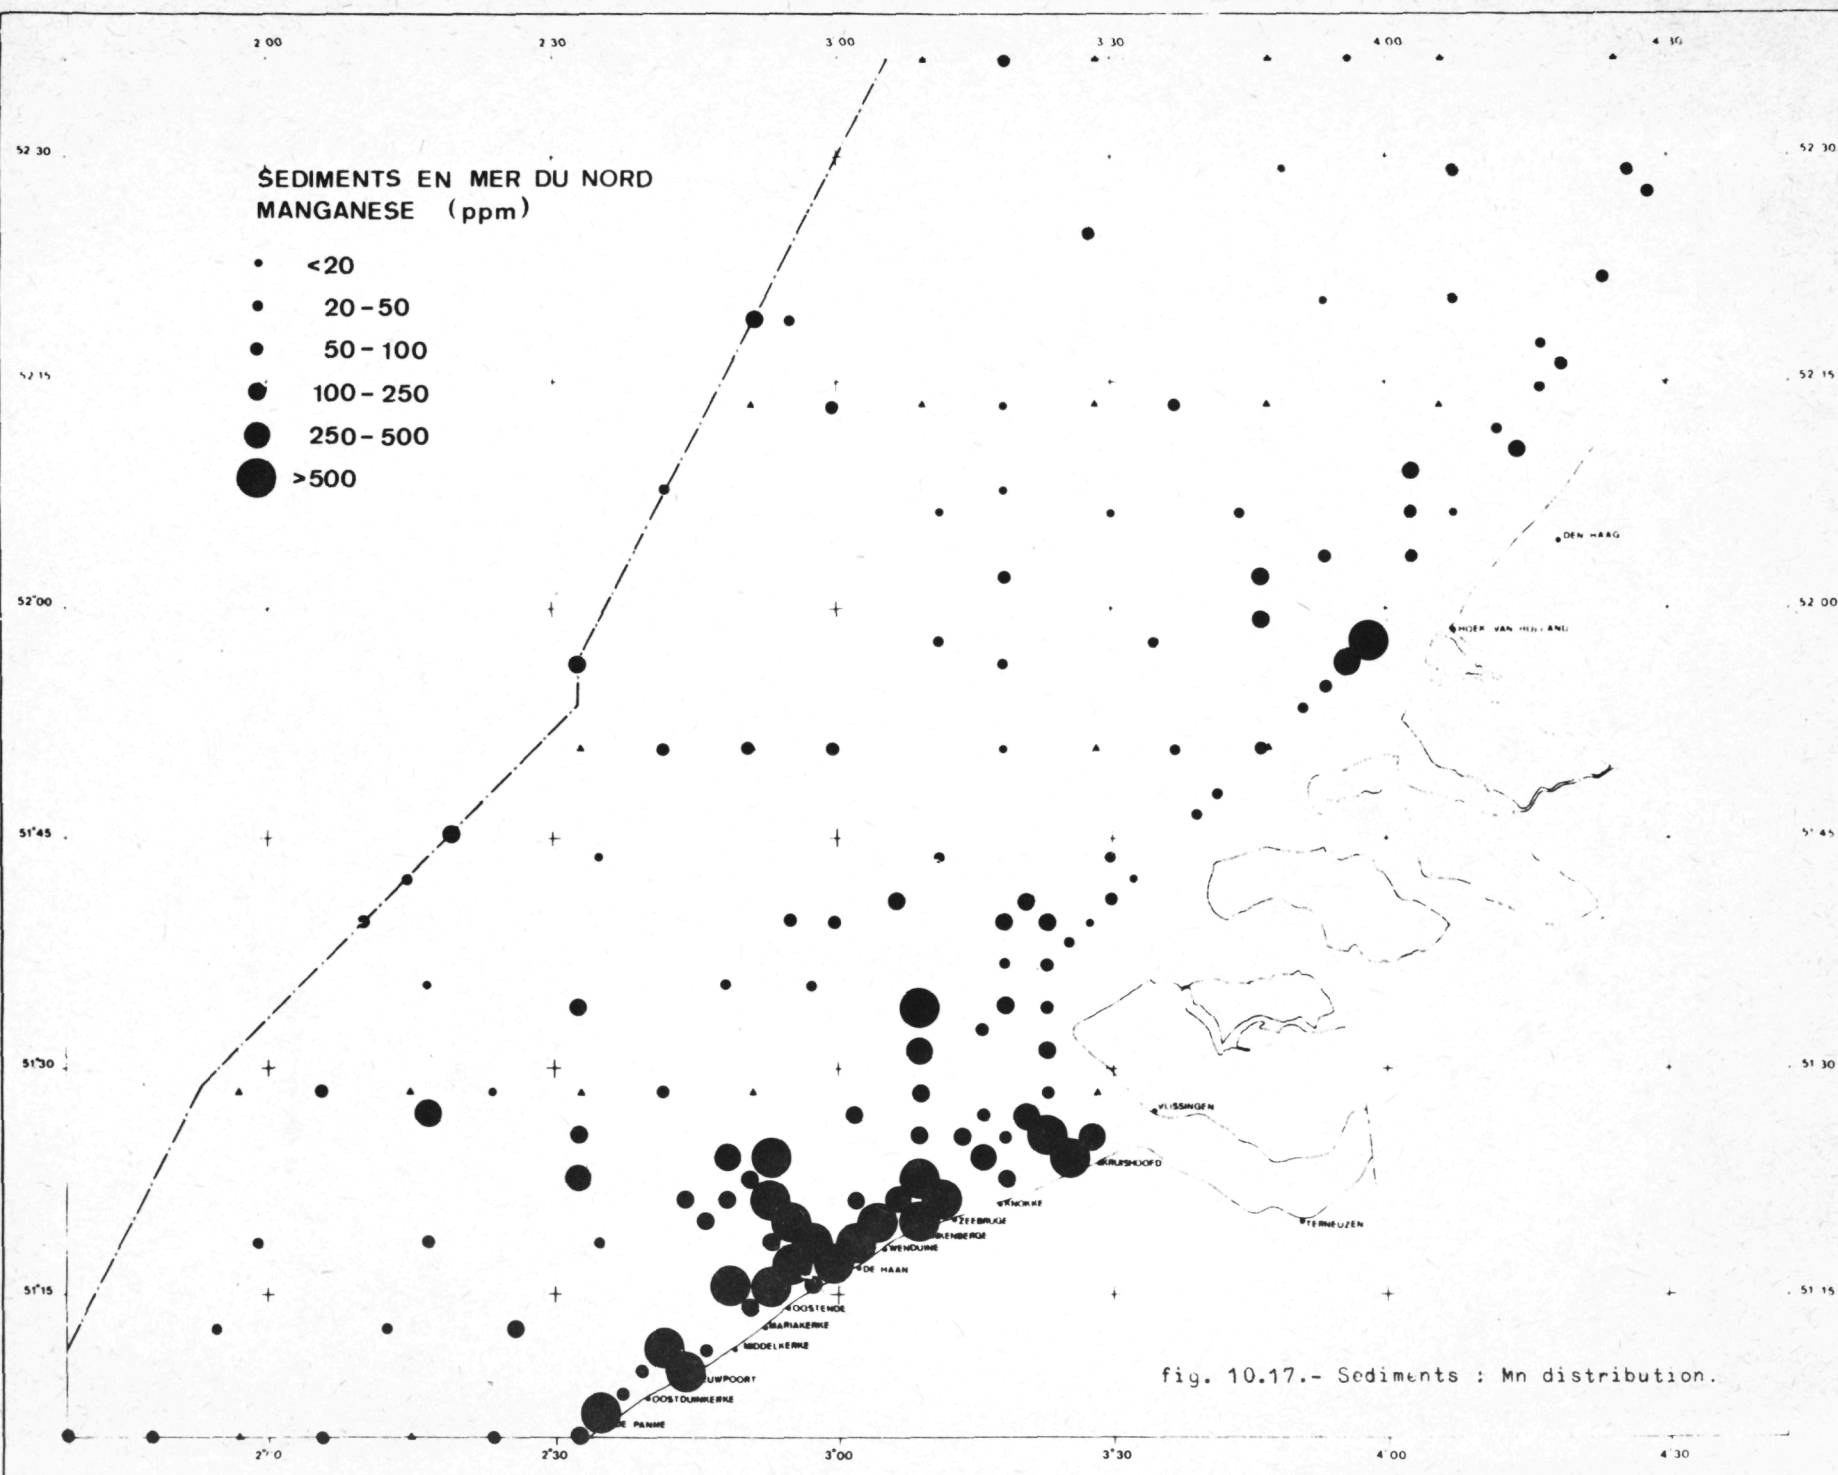 2 00 2 30 3 00 3 30 4 00 4 30
52 30 52 30
SEDIMENTS EN MER DU NORD
MANGANESE (ppm)
<20
20-50
50-100
100-250
250-500
>500
52 15 52 15
DEN HAAG
52°00 52 00
HOEK VAN HOLLAND
51°45 51 45
51°30 51 30
VLISSINGEN
KRUISHOOFD
KNOKKE
ZEEBRUGE
TERNEUZEN
KENBERGE
WENDUINE
DE HAAN
51°15 51 15
OOSTENDE
MARIAKERKE
MIDDELKERKE
fig. 10.17.- Sediments : Mn distribution.
EUWPOORT
OOSTDUINKERKE
DE PANNE
2°30 3°00 3°30 4°00 4°30